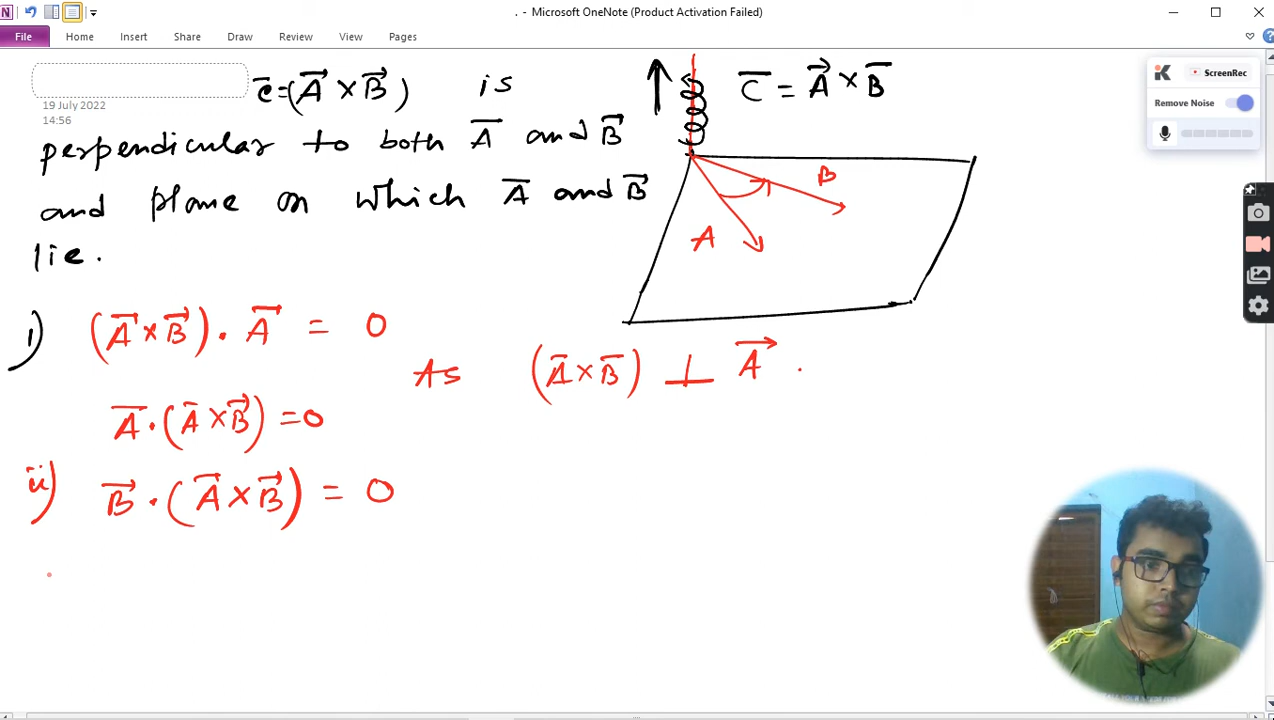 . - Microsoft OneNote (Product Activation Failed)
File Home Insert Share Draw Review View Pages
ScreenRec
Remove Noise
19 July 2022
14:56
C⃗=(A⃗ × B⃗) is
perpendicular to both A⃗ and B⃗
and plane on which A⃗ and B⃗
lie.
C̅ = A⃗ × B̅
B
A
i) (A⃗ × B⃗) · A⃗ = 0
As (A̅ × B̅) ⊥ A⃗ .
A̅ · (A̅ × B⃗) = 0
ii) B⃗ · (A⃗ × B⃗) = 0